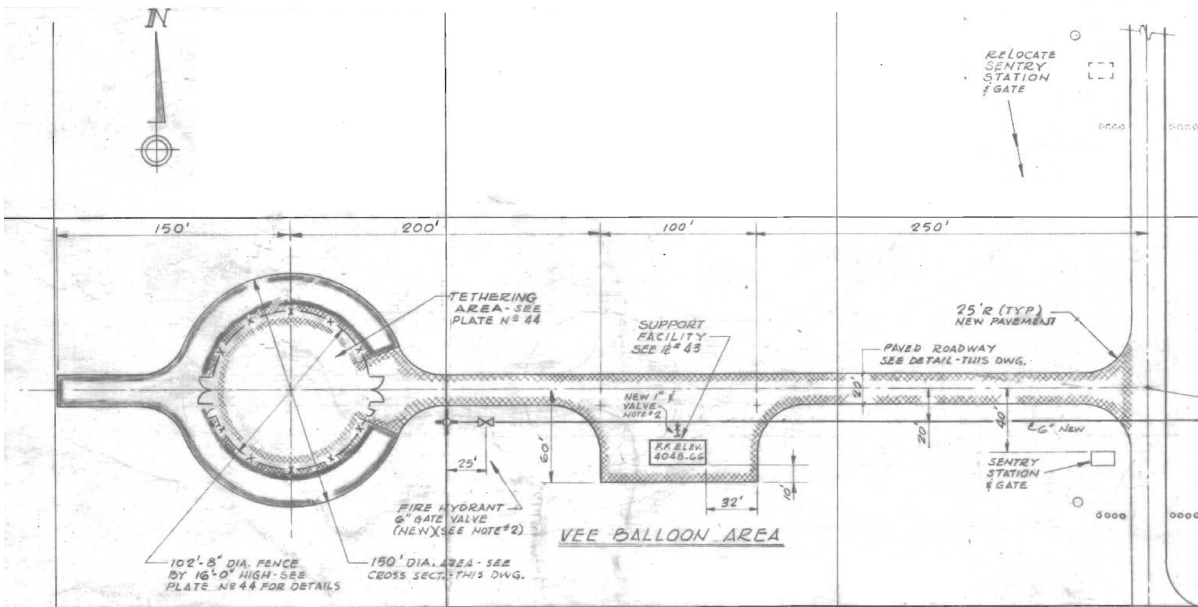 N
RELOCATE
SENTRY
STATION
& GATE
150'
200'
100'
250'
TETHERING
AREA - SEE
PLATE Nº 44
SUPPORT
FACILITY
SEE 43
25'R (TYP)
NEW PAVEMENT
PAVED ROADWAY
SEE DETAIL - THIS DWG.
NEW 1"
VALVE
NOTE #2
F.F. ELEV.
4048.66
60'
20'
20'
40'
6" NEW
25'
32'
10'
SENTRY
STATION
& GATE
FIRE HYDRANT
6" GATE VALVE
(NEW)(SEE NOTE #2)
VEE BALLOON AREA
102'-8" DIA. FENCE
BY 16'-0" HIGH - SEE
PLATE Nº 44 FOR DETAILS
150' DIA. AREA - SEE
CROSS SECT. - THIS DWG.